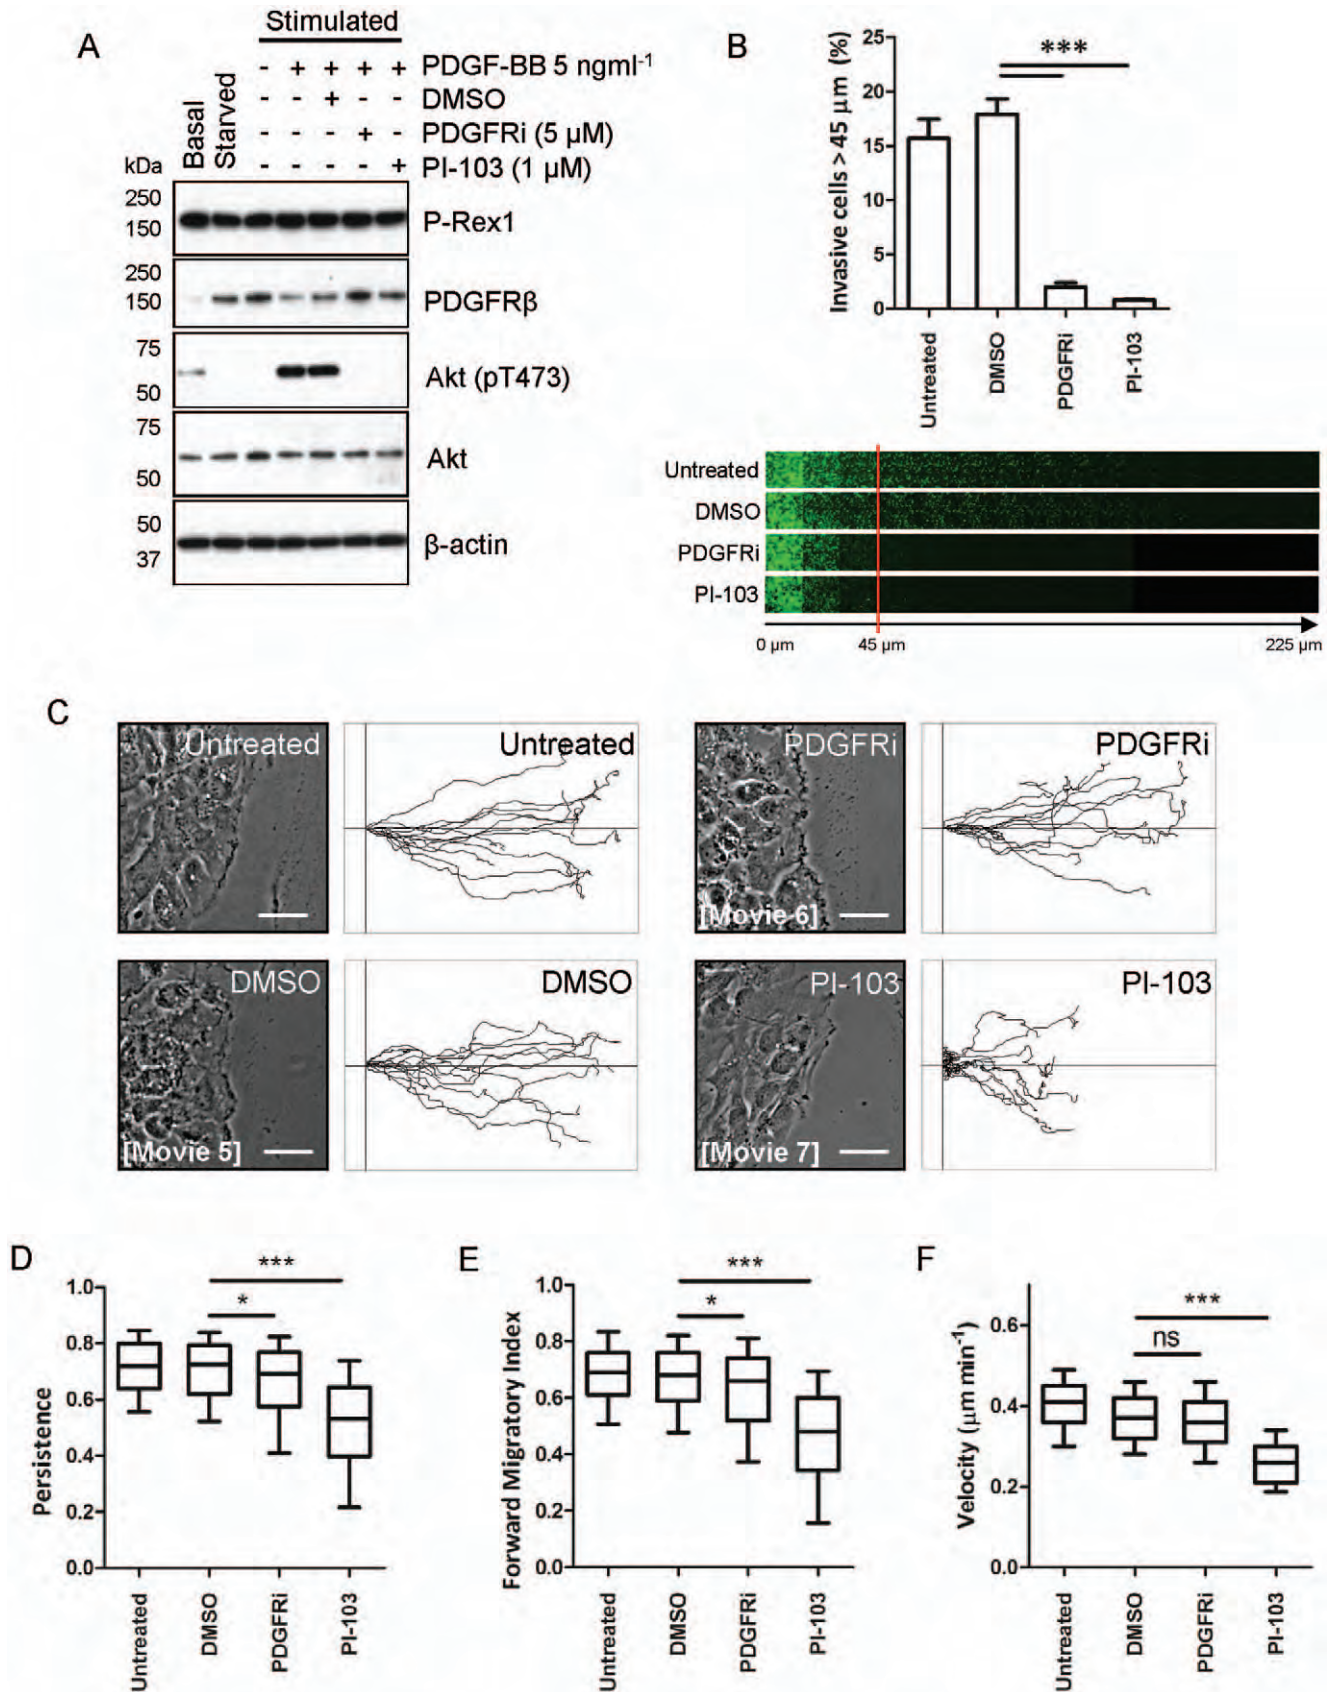 A
Stimulated
Basal
Starved
- + + + + PDGF-BB 5 ngml-1
- - + - - DMSO
- - - + - PDGFRi (5 µM)
- - - - + PI-103 (1 µM)
kDa
250
150
P-Rex1
250
150
PDGFRβ
75
50
Akt (pT473)
75
50
Akt
50
37
β-actin
B
Invasive cells > 45 µm (%)
25
20
15
10
5
0
***
Untreated
DMSO
PDGFRi
PI-103
Untreated
DMSO
PDGFRi
PI-103
0 µm
45 µm
225 µm
C
Untreated
Untreated
PDGFRi
[Movie 6]
PDGFRi
DMSO
[Movie 5]
DMSO
PI-103
[Movie 7]
PI-103
D
Persistence
1.0
0.8
0.6
0.4
0.2
0.0
***
*
Untreated
DMSO
PDGFRi
PI-103
E
Forward Migratory Index
1.0
0.8
0.6
0.4
0.2
0.0
***
*
Untreated
DMSO
PDGFRi
PI-103
F
Velocity (µm min-1)
0.6
0.4
0.2
0.0
***
ns
Untreated
DMSO
PDGFRi
PI-103